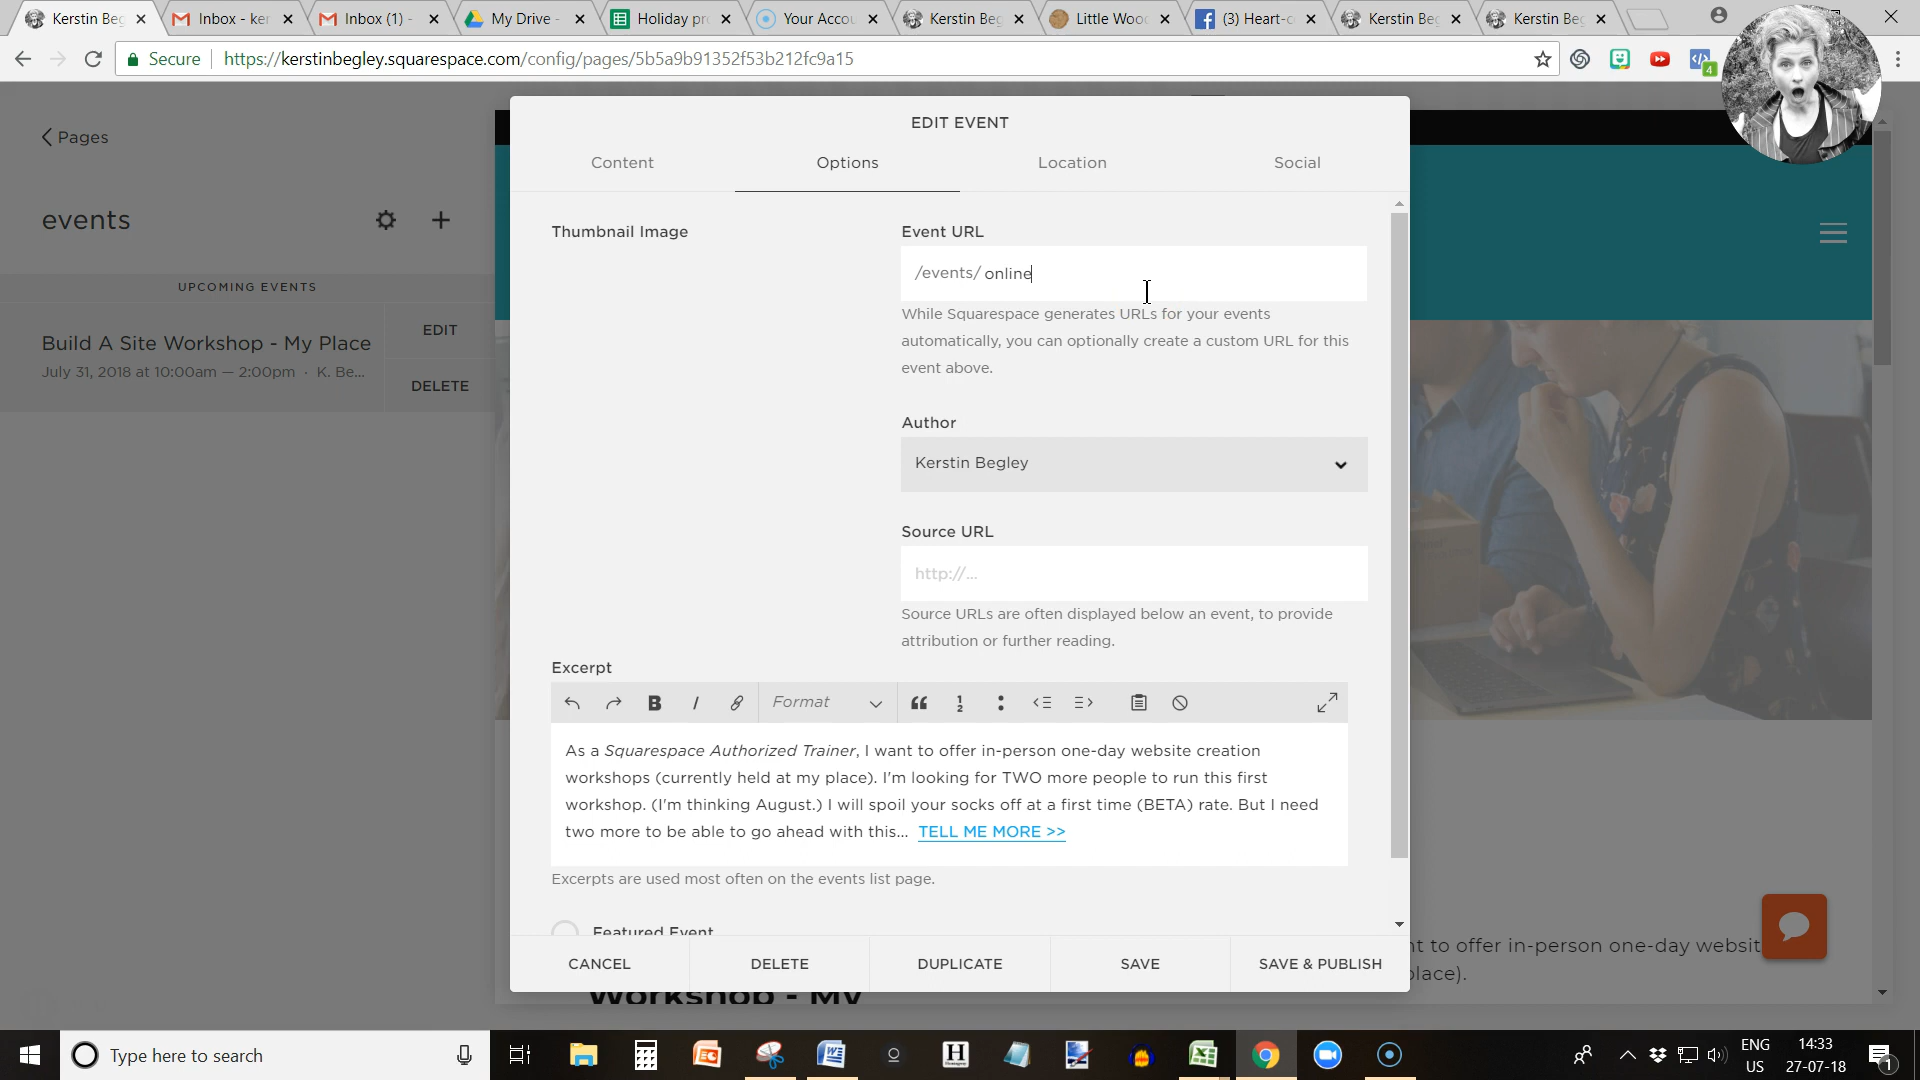 Kerstin Beg
Inbox - ker
Inbox (1) -
My Drive -
Holiday pr
Your Accou
Kerstin Beg
Little Woo
(3) Heart-c
Kerstin Be
Kerstin Be
Secure
https://kerstinbegley.squarespace.com/config/pages/5b5a9b91352f53b212fc9a15
4
Pages
events
UPCOMING EVENTS
Build A Site Workshop - My Place
July 31, 2018 at 10:00am — 2:00pm · K. Be...
EDIT
DELETE
EDIT EVENT
Content
Options
Location
Social
Thumbnail Image
Event URL
/events/ online
While Squarespace generates URLs for your events
automatically, you can optionally create a custom URL for this
event above.
Author
Kerstin Begley
Source URL
http://...
Source URLs are often displayed below an event, to provide
attribution or further reading.
Excerpt
Format
As a Squarespace Authorized Trainer, I want to offer in-person one-day website creation
workshops (currently held at my place). I'm looking for TWO more people to run this first
workshop. (I'm thinking August.) I will spoil your socks off at a first time (BETA) rate. But I need
two more to be able to go ahead with this... TELL ME MORE >>
Excerpts are used most often on the events list page.
Featured Event
CANCEL
DELETE
DUPLICATE
SAVE
SAVE & PUBLISH
to offer in-person one-day websit
place).
Workshop - My
Type here to search
ENG
US
14:33
27-07-18
1